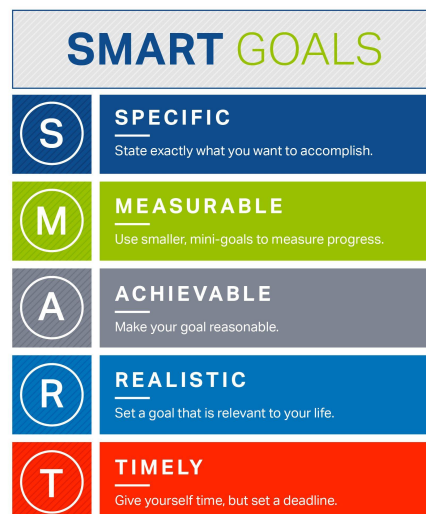 SMART GOALS
S
SPECIFIC
State exactly what you want to accomplish.
M
MEASURABLE
Use smaller, mini-goals to measure progress.
A
ACHIEVABLE
Make your goal reasonable.
R
REALISTIC
Set a goal that is relevant to your life.
T
TIMELY
Give yourself time, but set a deadline.